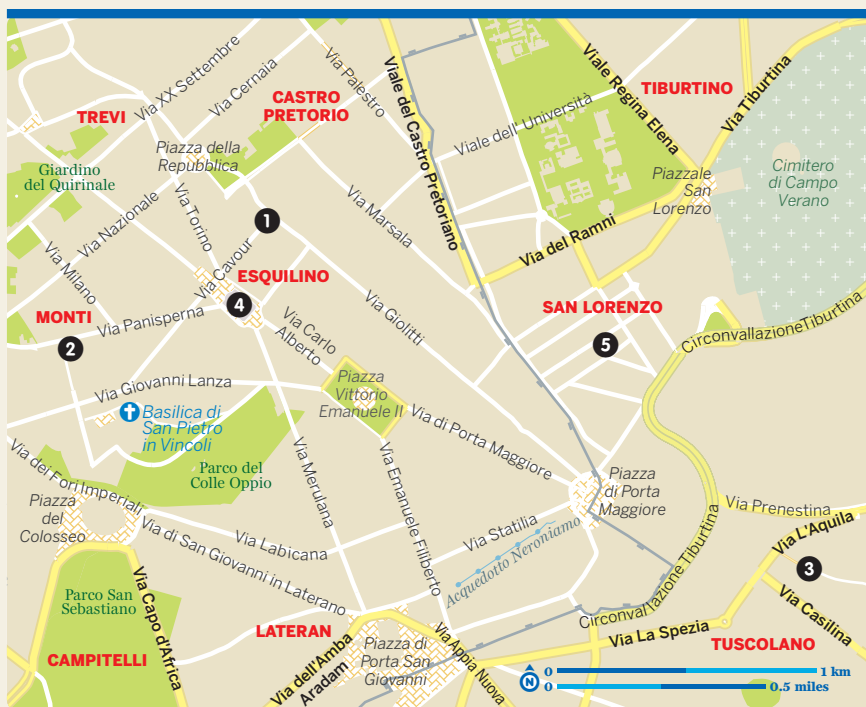 Via XX Settembre
Via Cernaia
Via Palestro
Viale del Castro Pretoriano
Viale Regina Elena
TIBURTINO
Via Tiburtina
TREVI
CASTRO
PRETORIO
Viale dell' Università
Piazza della
Repubblica
Giardino
del Quirinale
Piazzale
San
Lorenzo
Cimitero
di Campo
Verano
Via Nazionale
Via Torino
1
Via Marsala
Via del Ramni
Via Milano
Via Cavour
ESQUILINO
4
MONTI
Via Panisperna
2
Via Carlo
Alberto
Via Giolitti
SAN LORENZO
5
Circonvallazione Tiburtina
Via Giovanni Lanza
Piazza
Vittorio
Emanuele II
Basilica di
San Pietro
in Vincoli
Via di Porta Maggiore
Parco del
Colle Oppio
Via dei Fori Imperiali
Via Merulana
Via Emanuele Filiberto
Piazza
di Porta
Maggiore
Piazza
del
Colosseo
Via Labicana
Via Statilia
Via Prenestina
Via L'Aquila
Via di San Giovanni in Laterano
Acquedotto Neroniamo
3
Circonvallazione Tiburtina
Parco San
Sebastiano
Via Capo d'Africa
Via Casilina
LATERAN
Via La Spezia
TUSCOLANO
CAMPITELLI
Via dell'Amba
Aradam
Piazza di
Porta San
Giovanni
Via Appia Nuova
N
0 1 km
0 0.5 miles